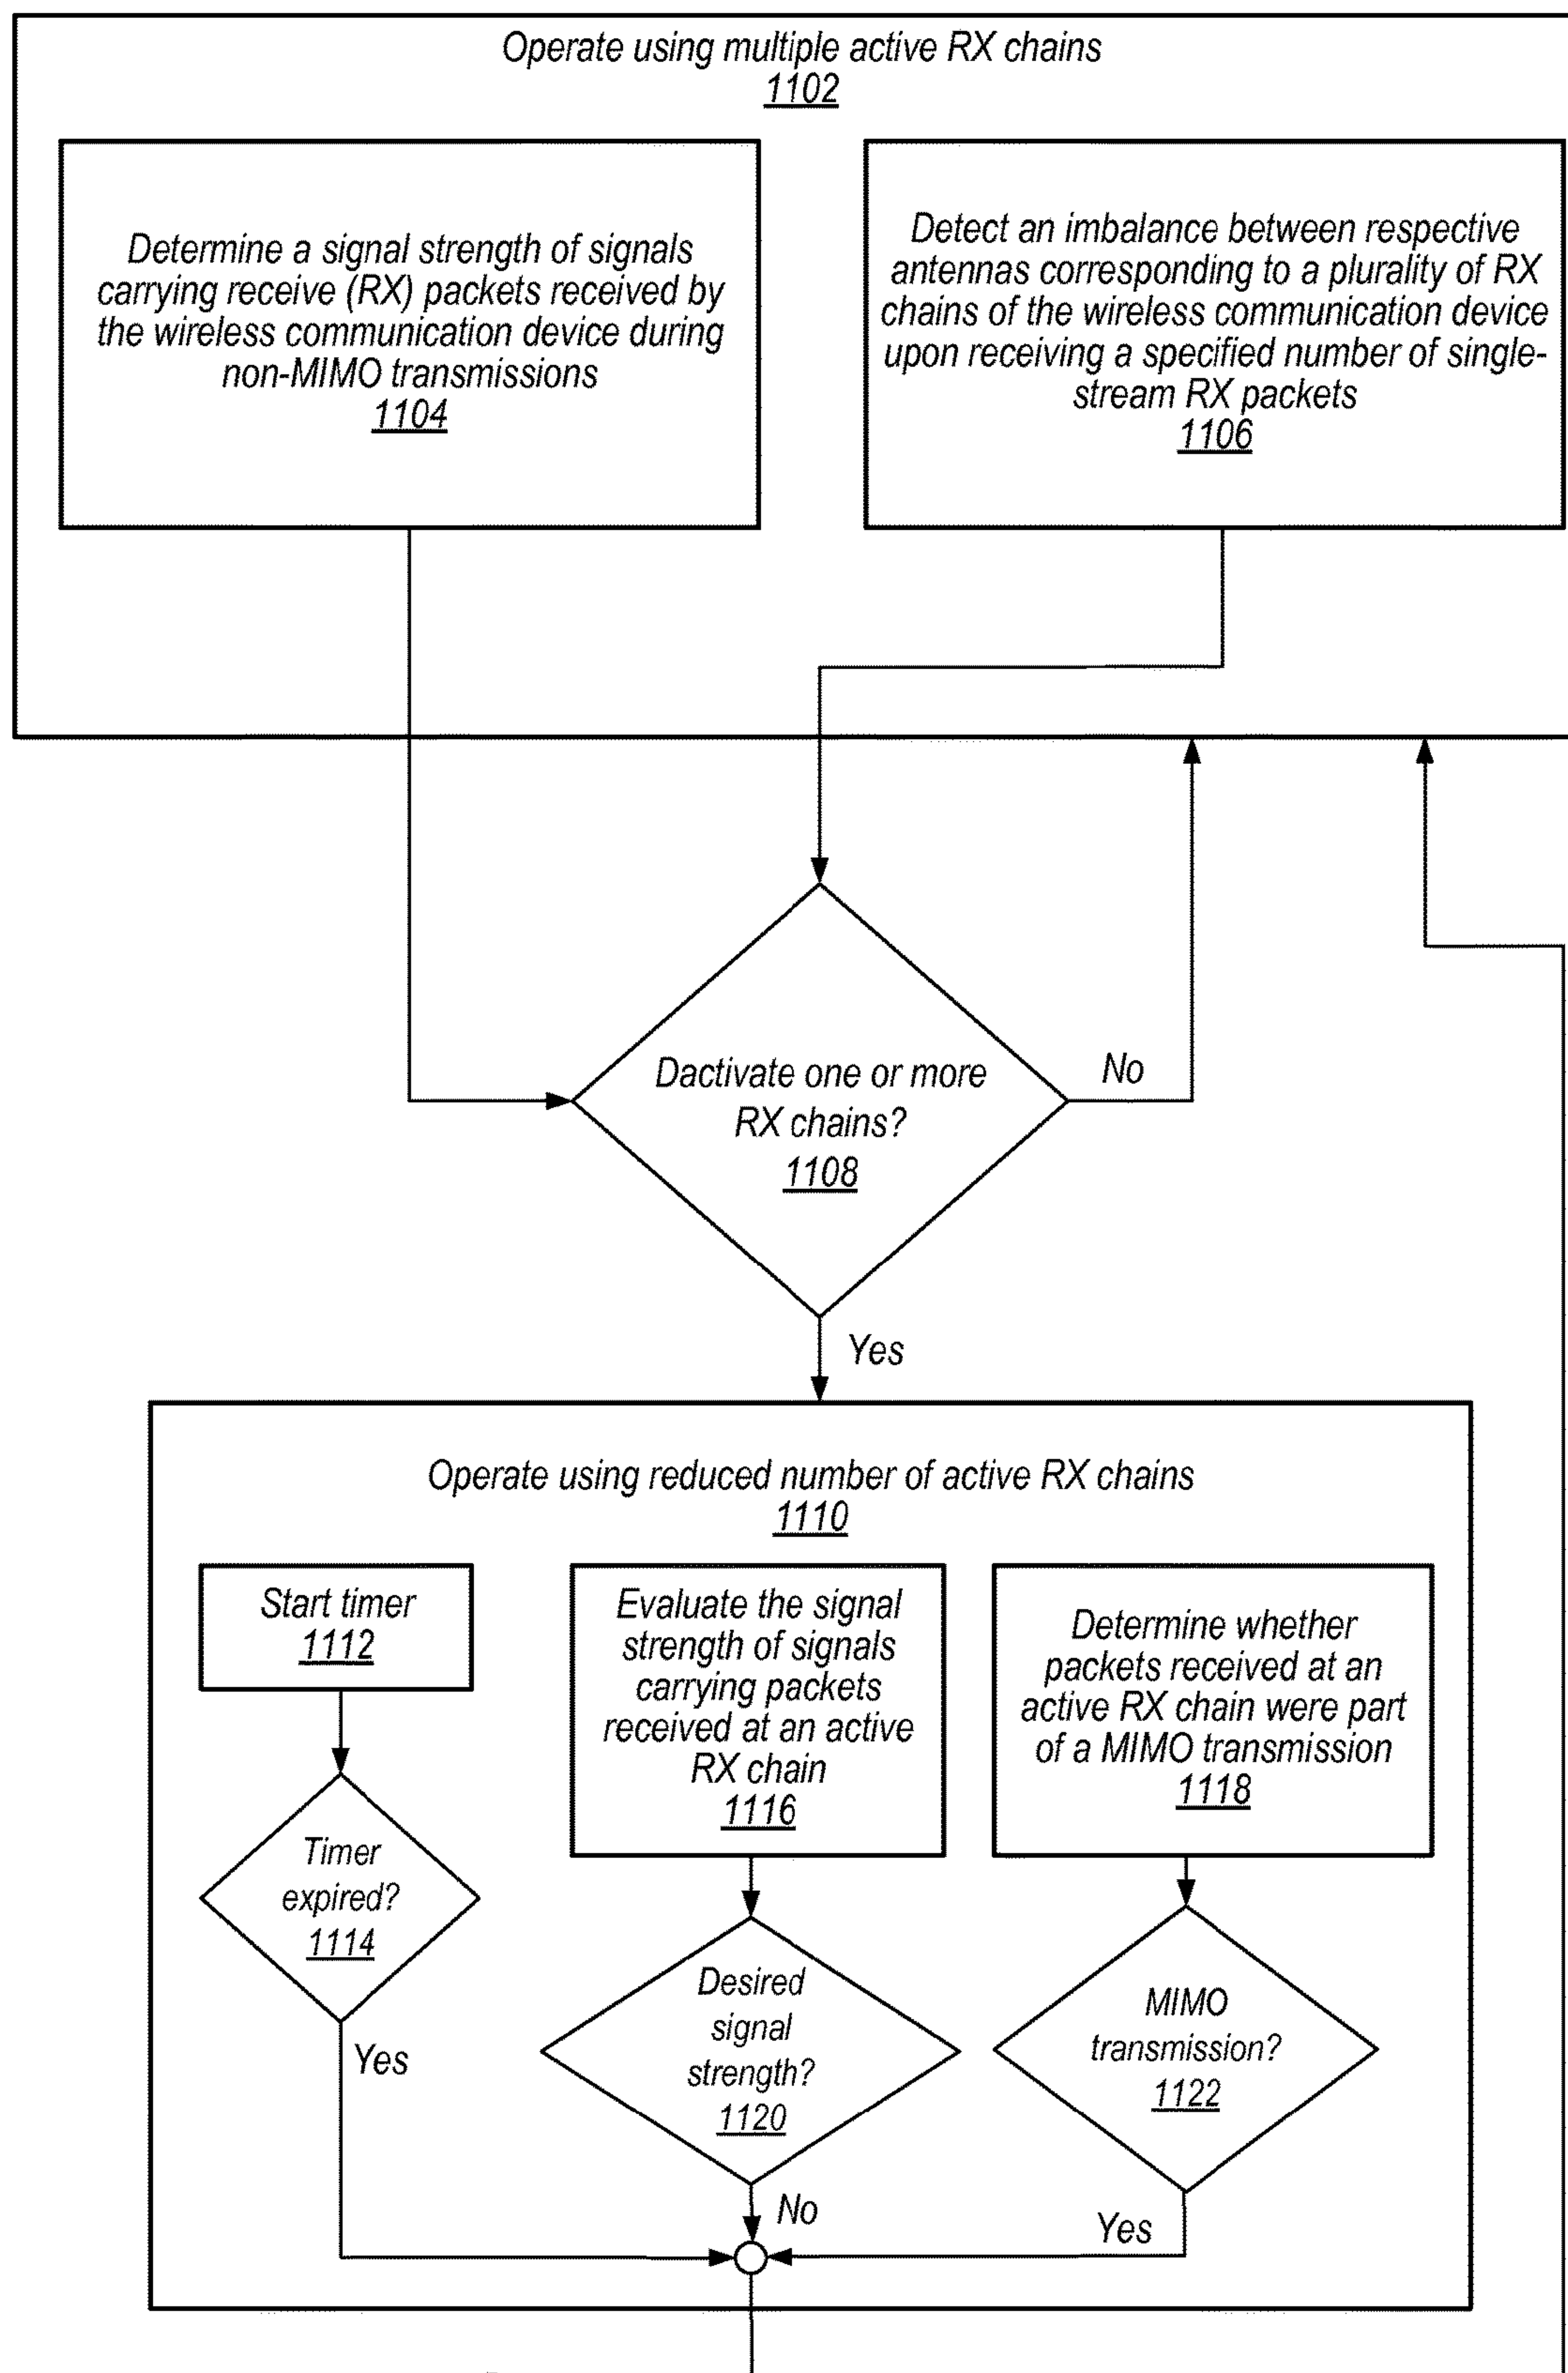 Operate using multiple active RX chains
1102
Determine a signal strength of signals
carrying receive (RX) packets received by
the wireless communication device during
non-MIMO transmissions
1104
Detect an imbalance between respective
antennas corresponding to a plurality of RX
chains of the wireless communication device
upon receiving a specified number of single-
stream RX packets
1106
Dactivate one or more
RX chains?
1108
No
Yes
Operate using reduced number of active RX chains
1110
Start timer
1112
Timer
expired?
1114
Yes
Evaluate the signal
strength of signals
carrying packets
received at an active
RX chain
1116
Desired
signal
strength?
1120
No
Determine whether
packets received at an
active RX chain were part
of a MIMO transmission
1118
MIMO
transmission?
1122
Yes